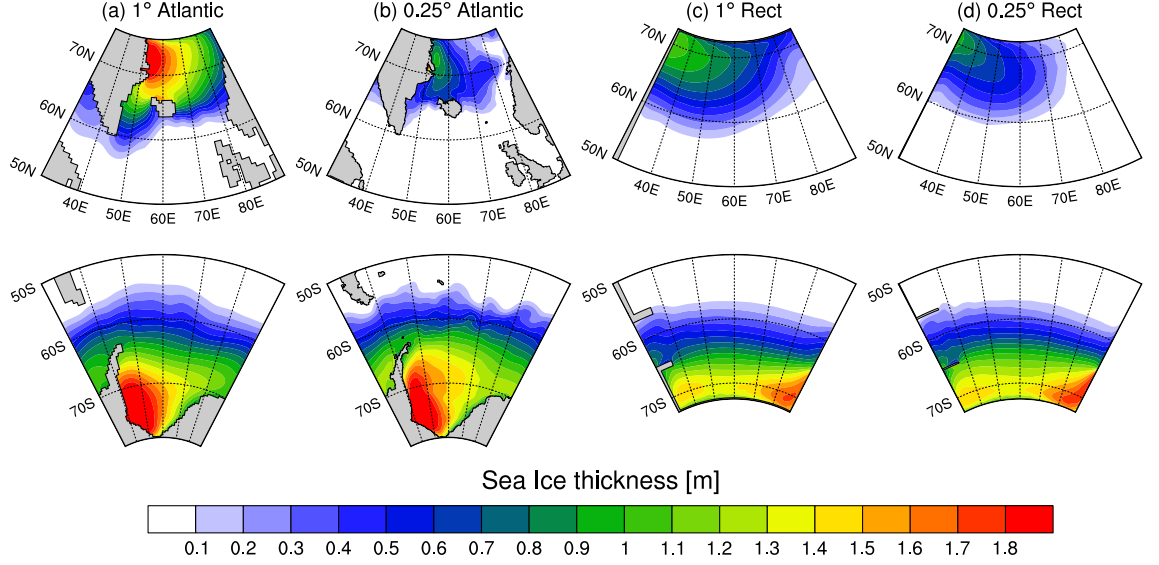 (a) 1° Atlantic
(b) 0.25° Atlantic
(c) 1° Rect
(d) 0.25° Rect
70N
60N
50N
40E 50E 60E 70E 80E
70N
60N
50N
40E 50E 60E 70E 80E
70N
60N
50N
40E 50E 60E 70E 80E
70N
60N
50N
40E 50E 60E 70E 80E
50S
60S
70S
50S
60S
70S
50S
60S
70S
50S
60S
70S
Sea Ice thickness [m]
0.1 0.2 0.3 0.4 0.5 0.6 0.7 0.8 0.9 1 1.1 1.2 1.3 1.4 1.5 1.6 1.7 1.8